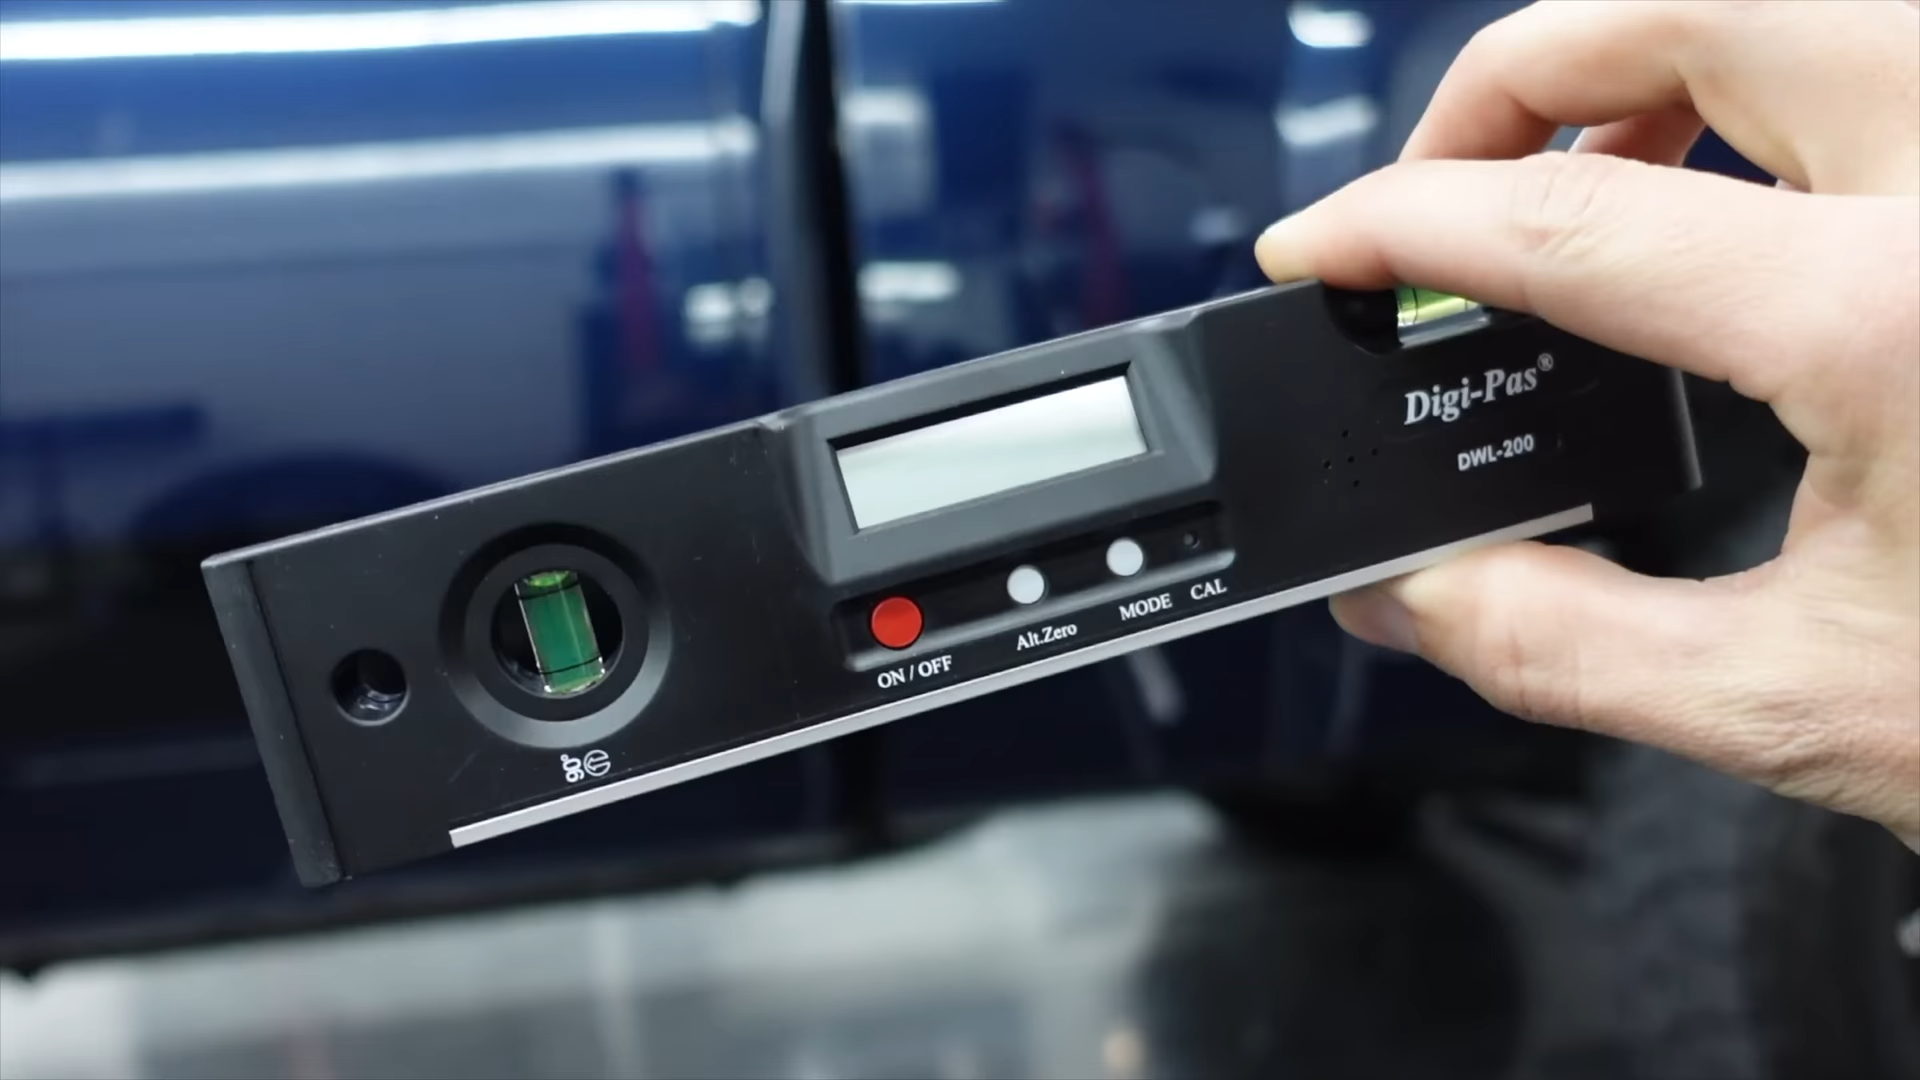 Digi-Pas®
DWL-200
ON / OFF
Alt.Zero
MODE
CAL
90°